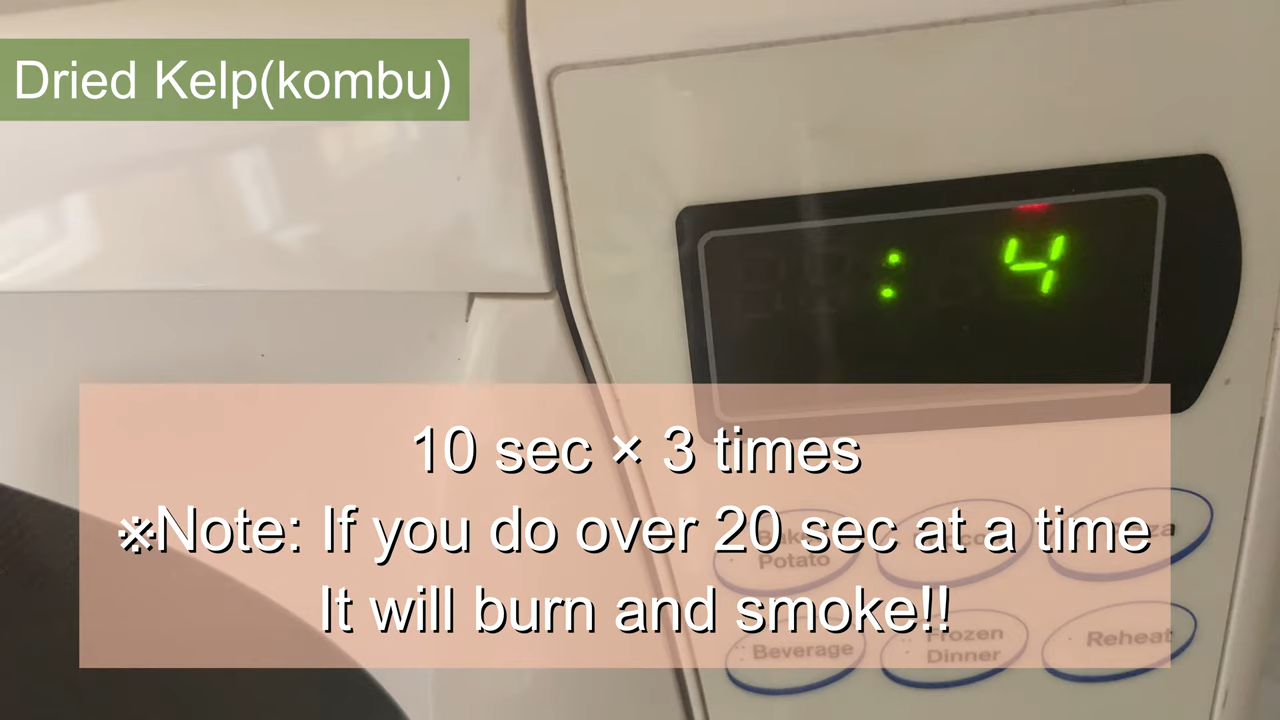 Dried Kelp(kombu)
: 4
10 sec × 3 times
※Note: If you do over 20 sec at a time
It will burn and smoke!!
Potato
Beverage
Frozen
Dinner
Reheat